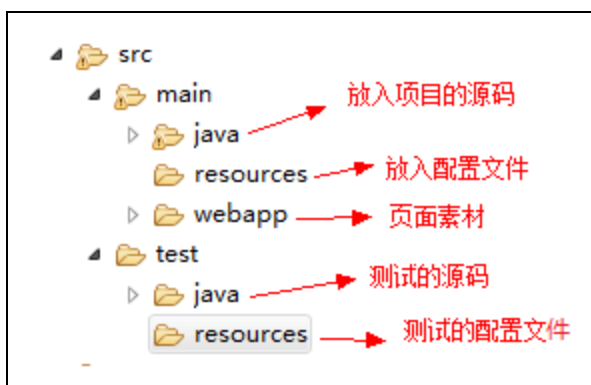 src
main
java 放入项目的源码
resources 放入配置文件
webapp 页面素材
test
java 测试的源码
resources 测试的配置文件